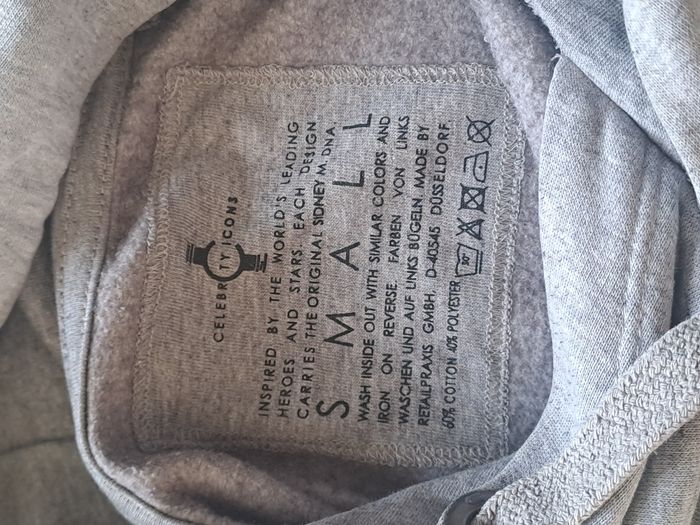 CELEBRITY ICONS
INSPIRED BY THE WORLD'S LEADING
HEROES AND STARS EACH DESIGN
CARRIES THE ORIGINAL SIDNEY M. DNA.
SMALL
WASH INSIDE OUT WITH SIMILAR COLORS AND
IRON ON REVERSE. FARBEN VON LINKS
WASCHEN UND AUF LINKS BÜGELN. MADE BY
RETAILPRAXIS GMBH, D-40545 DÜSSELDORF.
60% COTTON 40% POLYESTER 30°